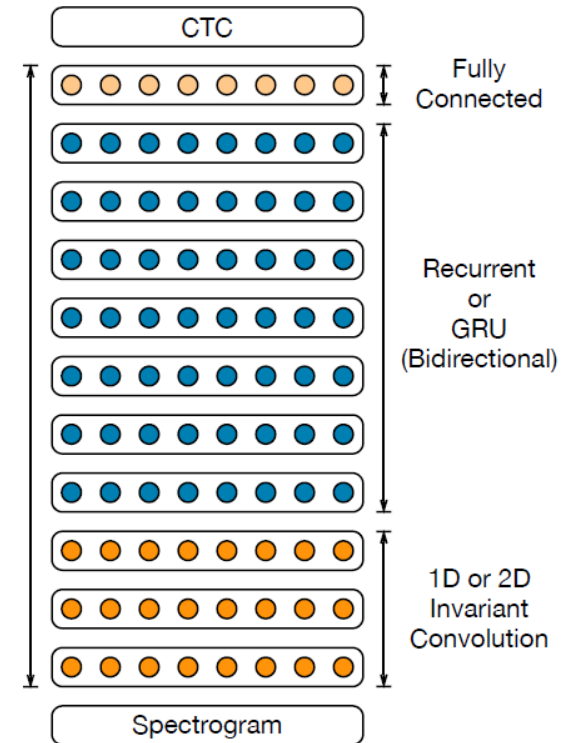 CTC
Fully
Connected
Recurrent
or
GRU
(Bidirectional)
1D or 2D
Invariant
Convolution
Spectrogram